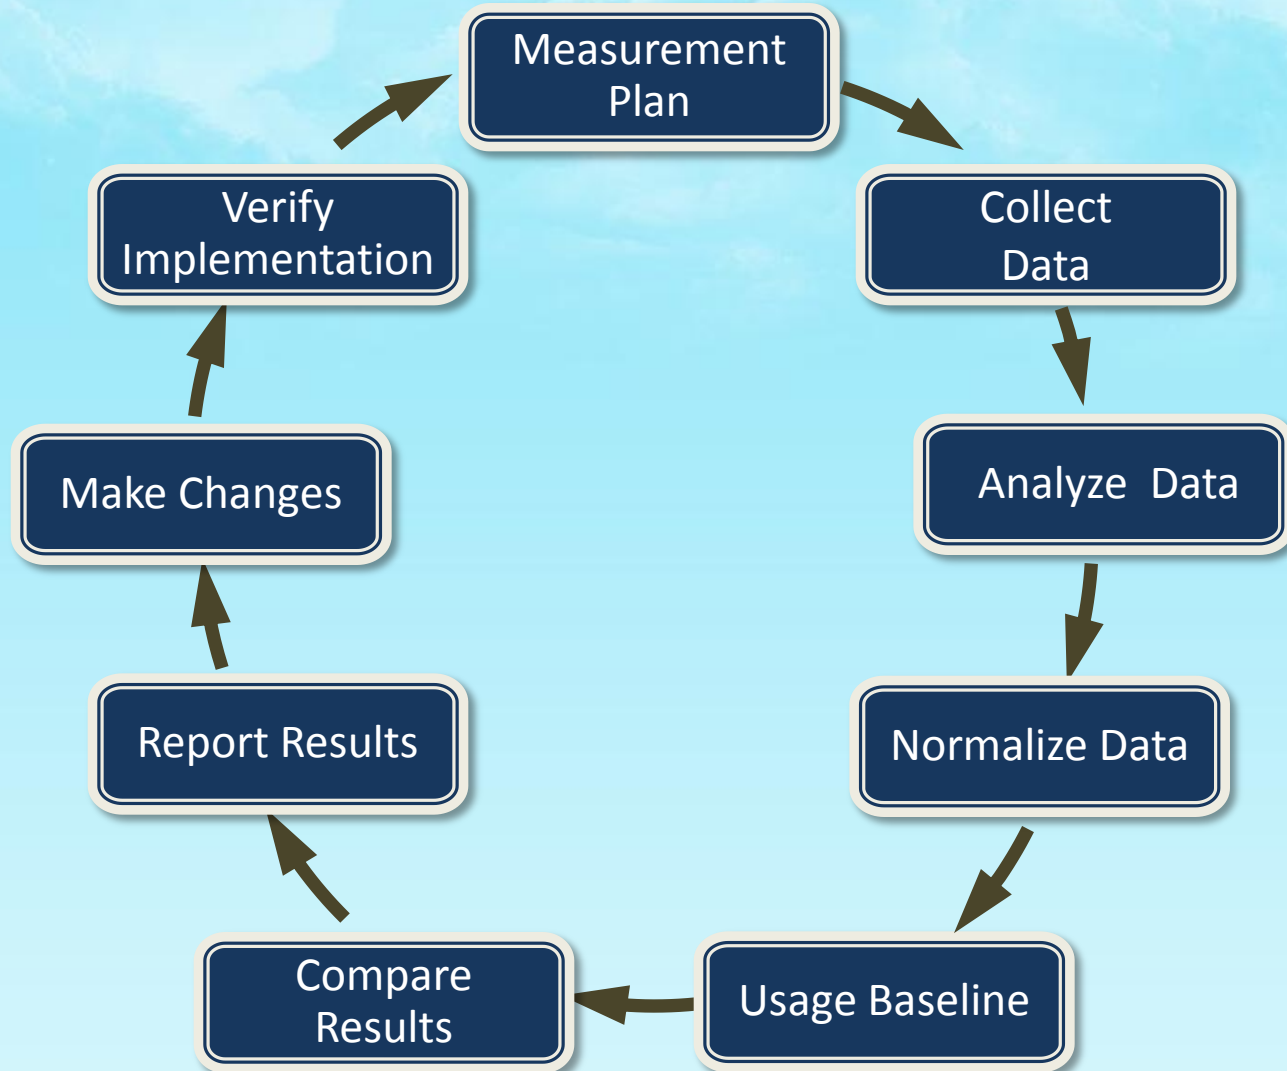 Measurement
Plan
Collect
Data
Analyze  Data
Normalize Data
Usage Baseline
Compare
Results
Report Results
Make Changes
Verify
Implementation